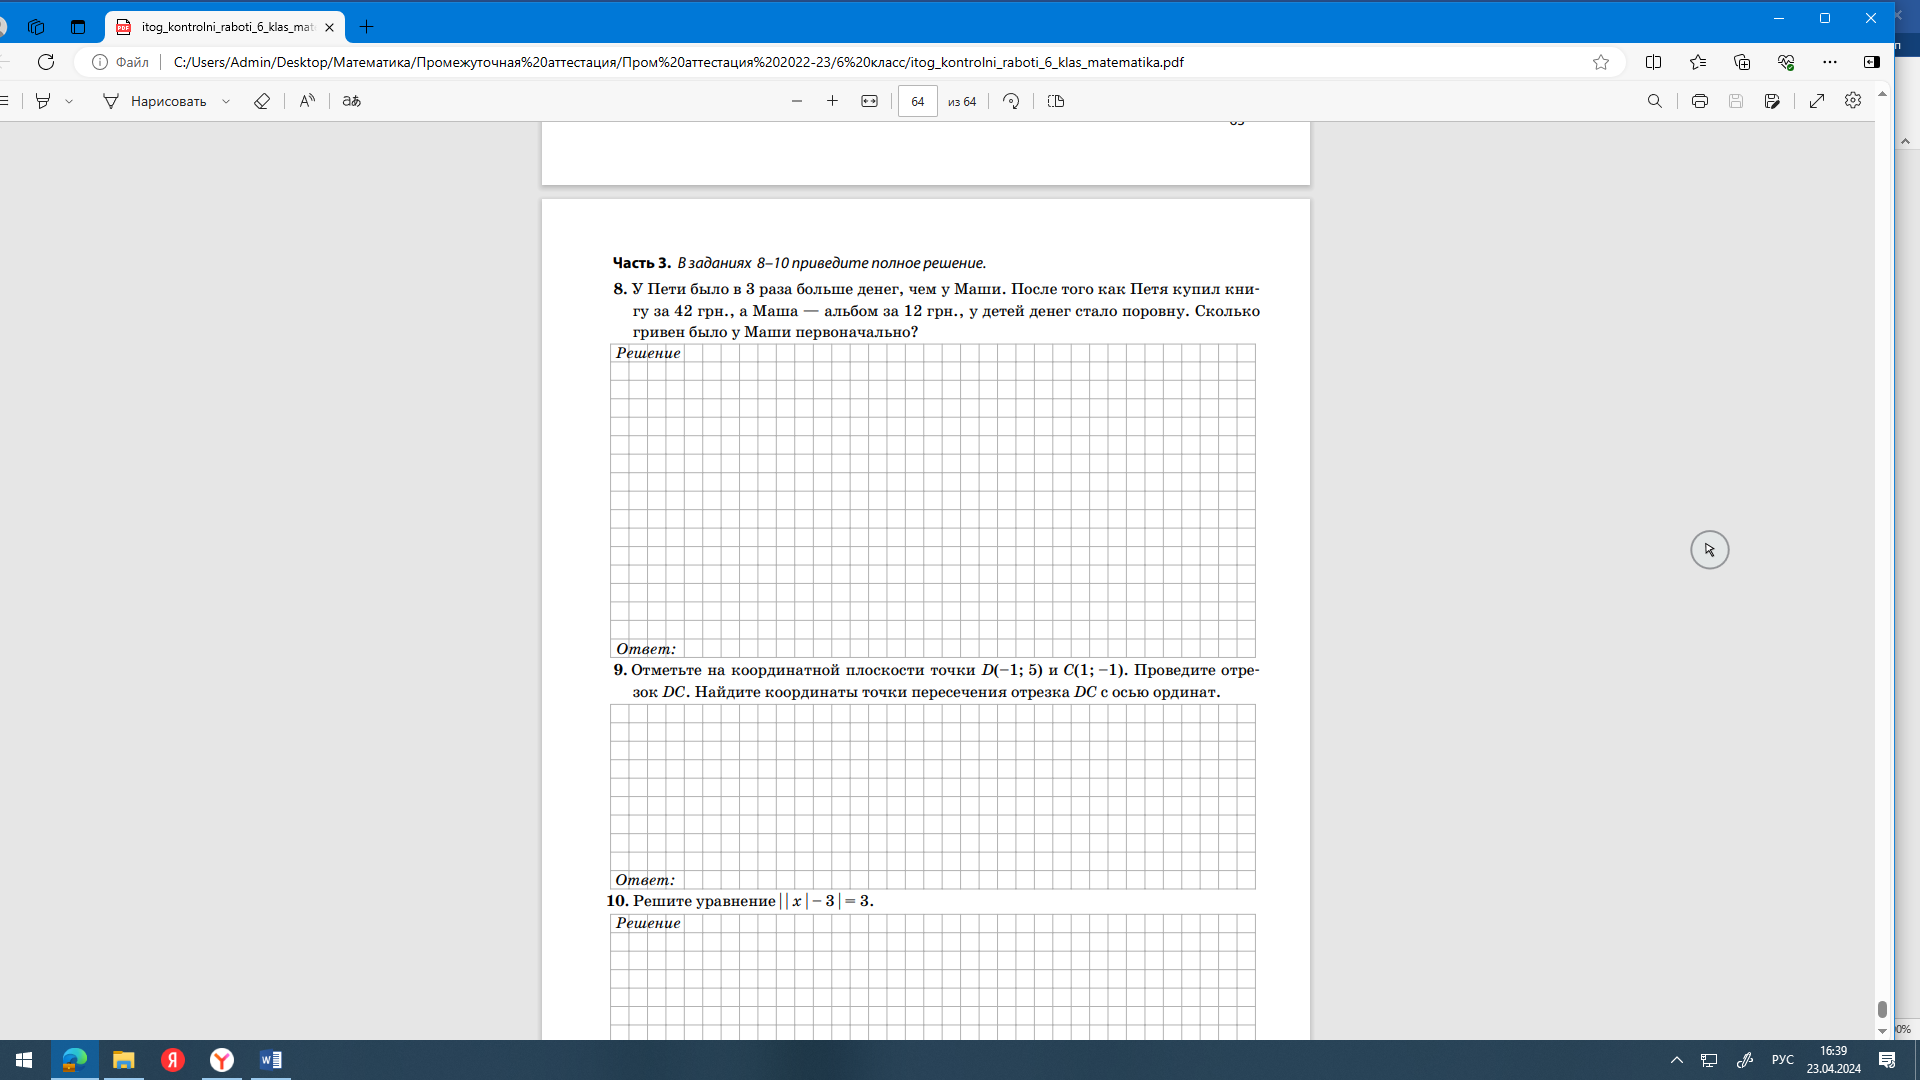 itog_kontrolni_raboti_6_klas_mat
Файл
C:/Users/Admin/Desktop/Математика/Промежуточная%20аттестация/Пром%20аттестация%202022-23/6%20класс/itog_kontrolni_raboti_6_klas_matematika.pdf
Нарисовать
аあ
64 из 64
Часть 3. В заданиях 8–10 приведите полное решение.
8. У Пети было в 3 раза больше денег, чем у Маши. После того как Петя купил кни-
гу за 42 грн., а Маша — альбом за 12 грн., у детей денег стало поровну. Сколько
гривен было у Маши первоначально?
Решение
Ответ:
9. Отметьте на координатной плоскости точки D(−1; 5) и C(1; −1). Проведите отре-
зок DC. Найдите координаты точки пересечения отрезка DC с осью ординат.
Ответ:
10. Решите уравнение ||x| − 3| = 3.
Решение
РУС
16:39
23.04.2024